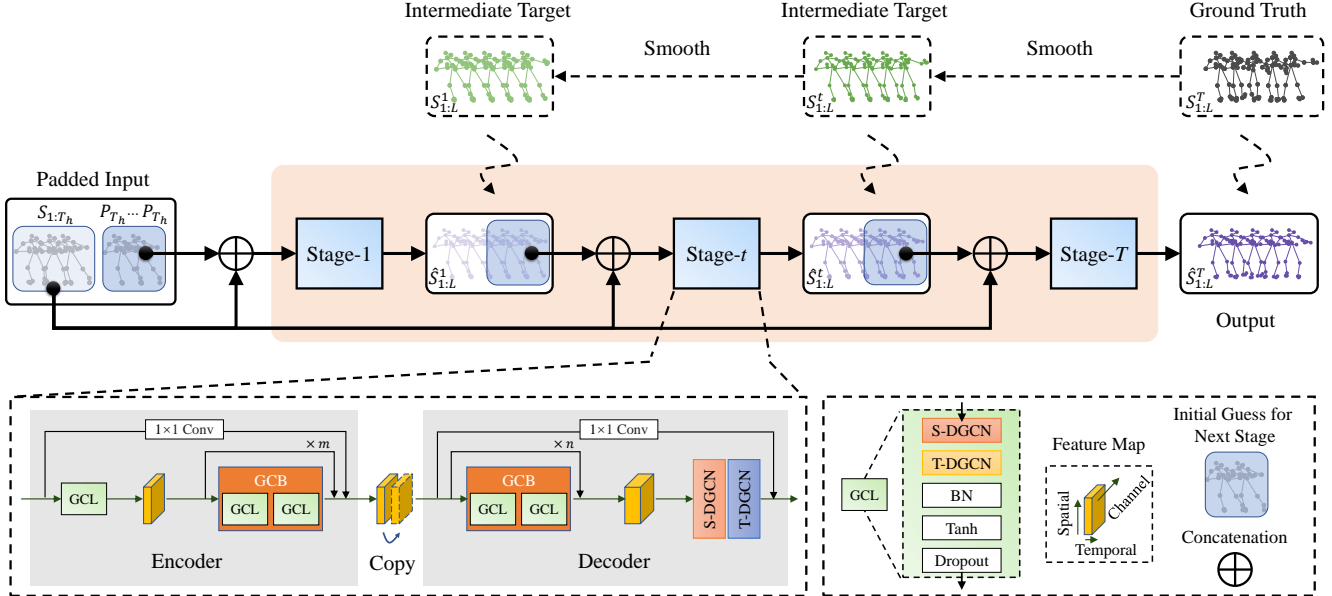 Intermediate Target
Intermediate Target
Ground Truth
Smooth
Smooth
S^1_{1:L}
S^t_{1:L}
S^T_{1:L}
Padded Input
S_{1:T_h}
P_{T_h} ... P_{T_h}
Stage-1
Stage-t
Stage-T
Ŝ^1_{1:L}
Ŝ^t_{1:L}
Ŝ^T_{1:L}
Output
1×1 Conv
× m
GCL
GCB
GCL
GCL
Encoder
Copy
1×1 Conv
× n
GCB
GCL
GCL
S-DGCN
T-DGCN
Decoder
GCL
S-DGCN
T-DGCN
BN
Tanh
Dropout
Feature Map
Spatial
Channel
Temporal
Initial Guess for
Next Stage
Concatenation